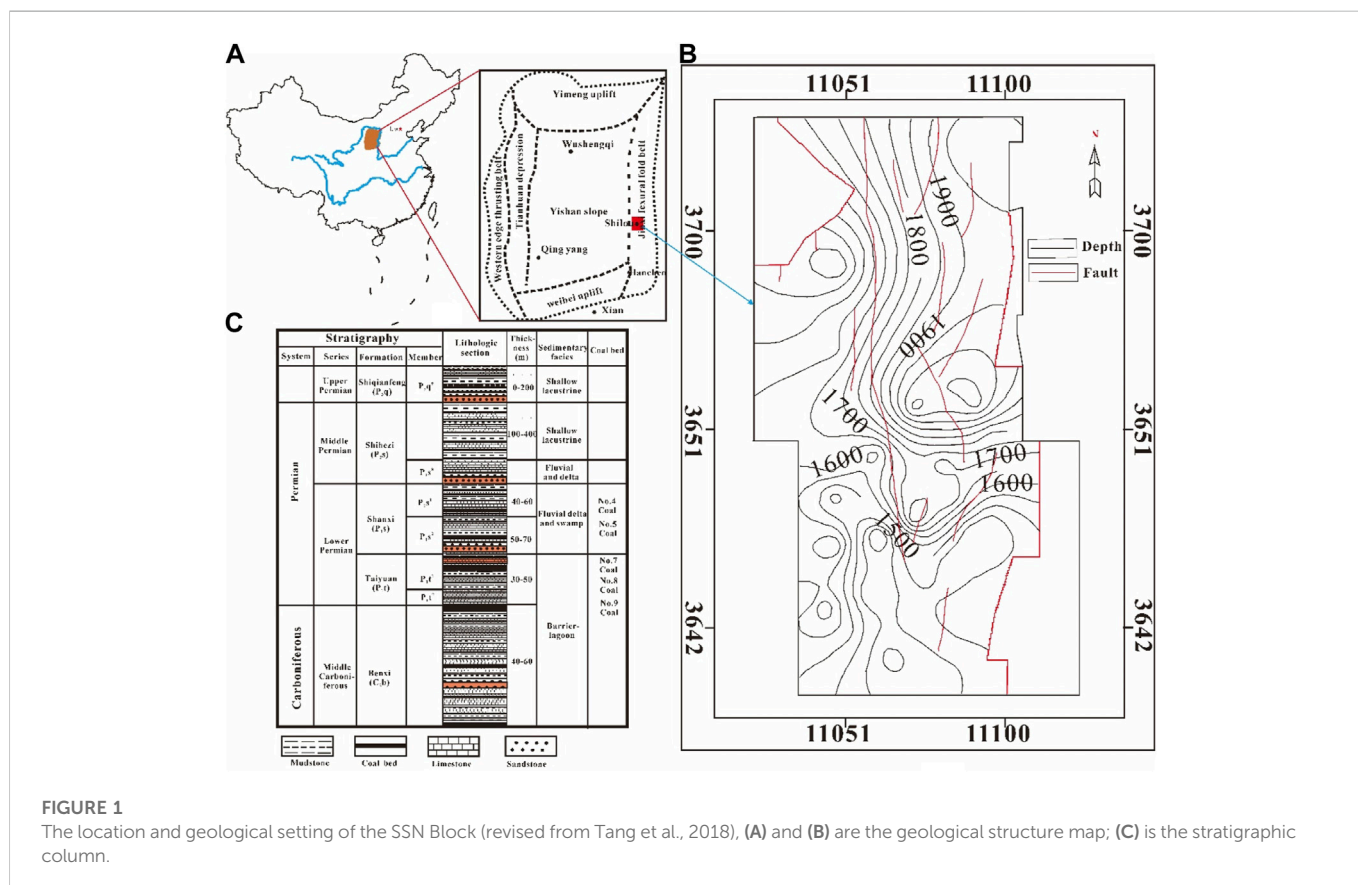 A
Yimeng uplift
Wushengqi
Western edge thrusting belt
Tianhuan depression
Yishan slope
fexural fold belt
Qing yang
weibei uplift
Xian
B
11051
11100
N
3700
3700
1900
1800
Depth
Fault
1900
3651
3651
1700
1600
1700
1600
1500
3642
3642
11051
11100
C
Stratigraphy
Lithologic
section
Thick-
ness
(m)
Sedimentary
facies
Coal bed
System
Series
Formation
Member
Upper
Permian
Shiqianfeng
0-200
Shallow
lacustrine
Permian
Middle
Permian
Shihezi
100-400
Shallow
lacustrine
Fluvial
and delta
Lower
Permian
Shanxi
40-60
Fluvial delta
and swamp
No.4
Coal
No.5
Coal
50-70
Taiyuan
30-50
No.7
Coal
No.8
Coal
No.9
Coal
Barrier-
lagoon
Carboniferous
Middle
Carboni-
ferous
Benxi
40-60
Mudstone
Coal bed
Limestone
Sandstone
FIGURE 1
The location and geological setting of the SSN Block (revised from Tang et al., 2018), (A) and (B) are the geological structure map; (C) is the stratigraphic
column.